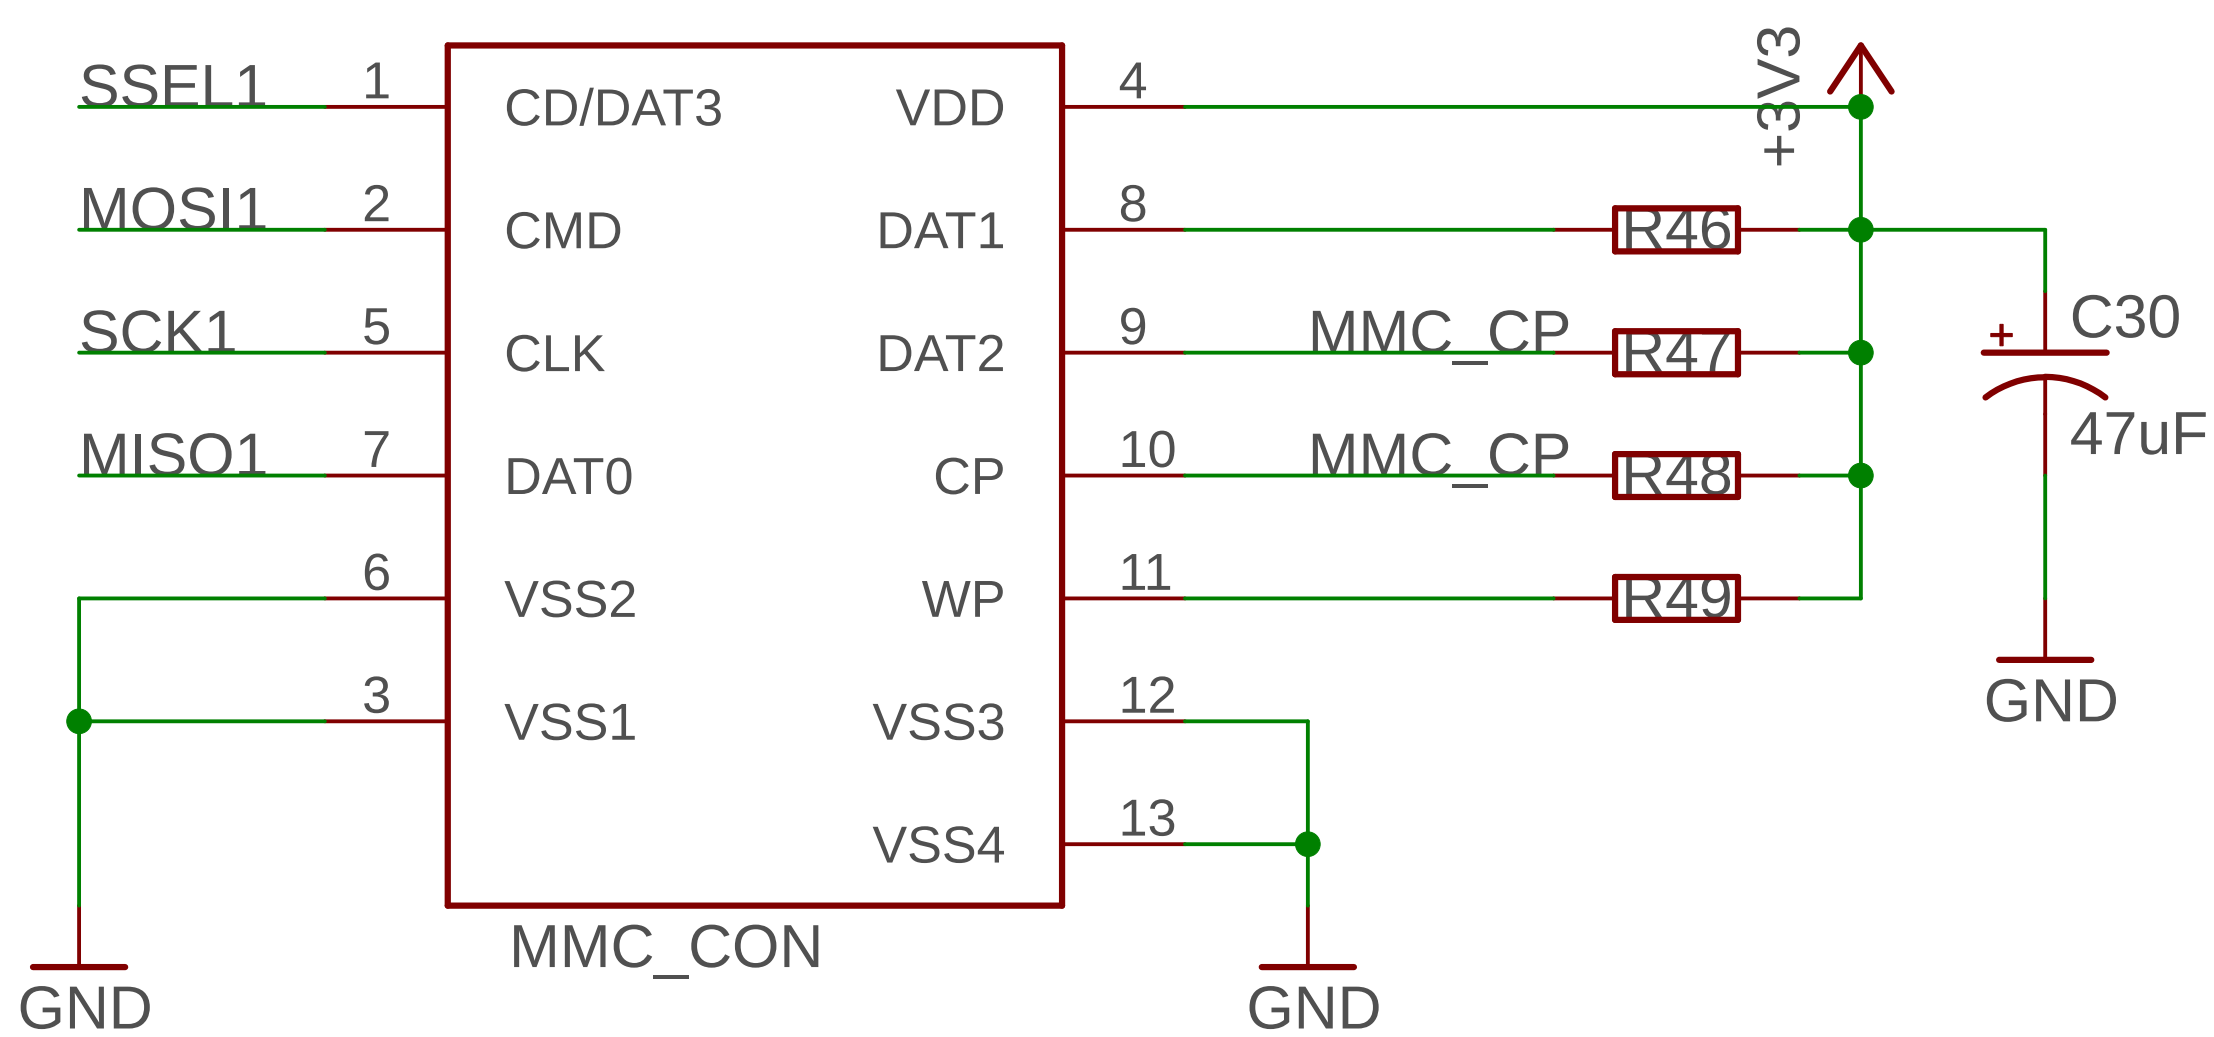 SSEL1 1 CD/DAT3 VDD 4 +3V3
MOSI1 2 CMD DAT1 8 R46
SCK1 5 CLK DAT2 9 MMC_CP R47 + C30
MISO1 7 DAT0 CP 10 MMC_CP R48 47uF
6 VSS2 WP 11 R49
3 VSS1 VSS3 12 GND
VSS4 13
MMC_CON
GND GND